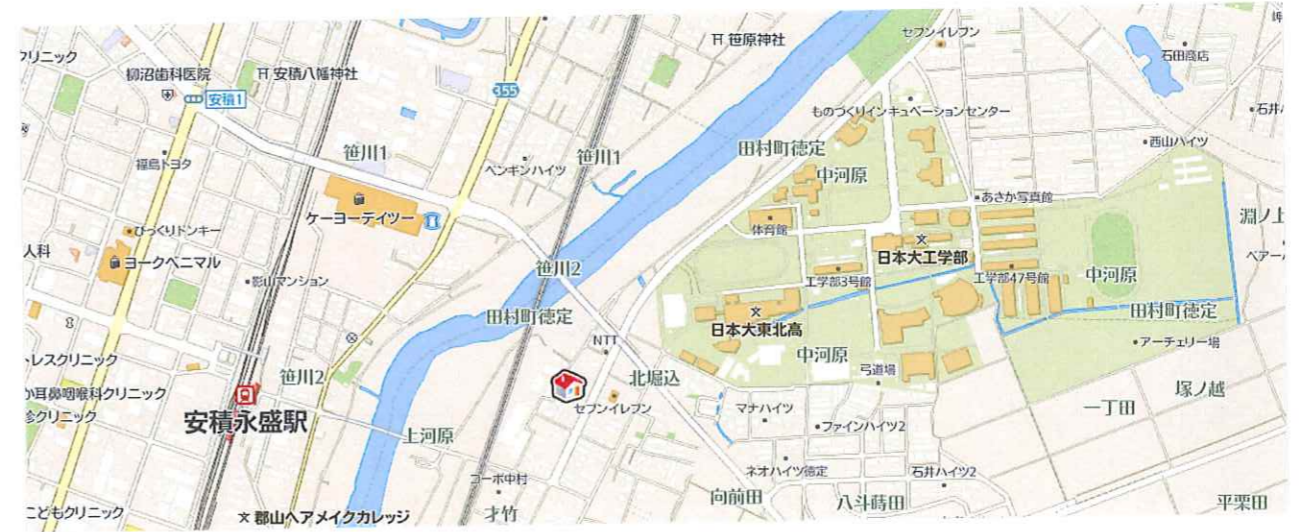 クリニック
柳沼歯科医院
安積八幡神社
安積1
355
笹原神社
セブンイレブン
石田商店
ものづくりインキュベーションセンター
石井ハ
西山ハイツ
福島トヨタ
笹川1
ペンギンハイツ
笹川1
田村町徳定
中河原
あさか写真館
ケーヨーデイツー
体育館
淵ノ上
びっくりドンキー
人科
ヨークベニマル
影山マンション
笹川2
日本大工学部
工学部3号館
工学部47号館
中河原
ベアー
田村町徳定
日本大東北高
田村町徳定
NTT
中河原
アーチェリー場
トレスクリニック
笹川2
北堀込
弓道場
か耳鼻咽喉科クリニック
セブンイレブン
マナハイツ
一丁田
塚ノ越
診クリニック
安積永盛駅
上河原
ファインハイツ2
コーポ中村
ネオハイツ徳定
石井ハイツ2
向前田
八斗蒔田
平栗田
こどもクリニック
郡山ヘアメイクカレッジ
才竹